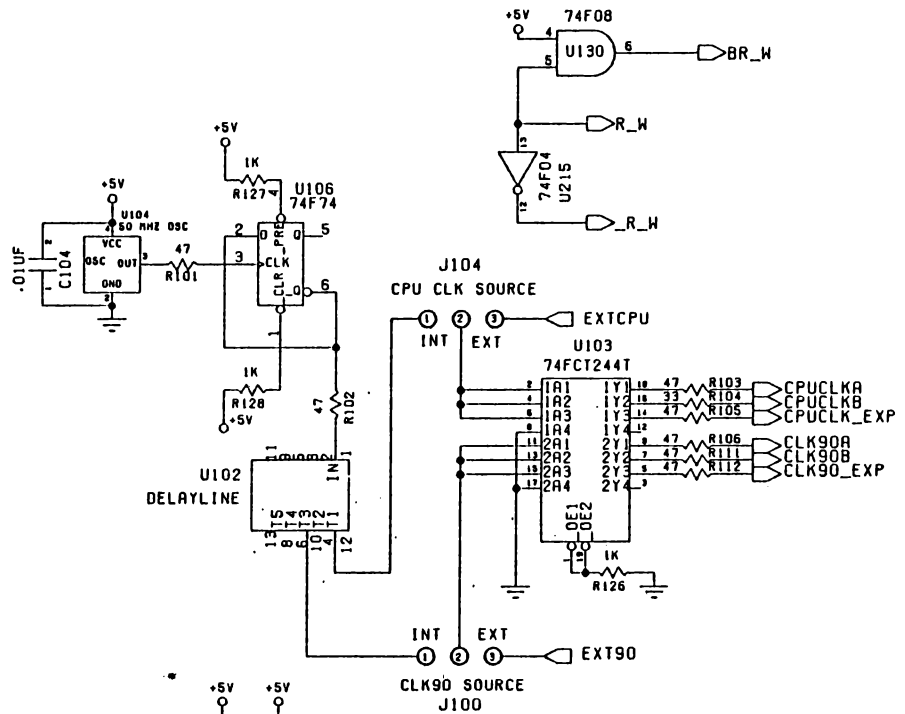 74F08
+5V
4
U130
6
BR_W
5
R_W
13
74F04
U215
12
_R_W
+5V
1K
R127
4
U106
74F74
+5V
U104
50 MHZ OSC
4
VCC
OSC OUT
GND
2
3
47
R101
.01UF
2
1
C104
2
D
_PRE
Q
5
3
CLK
CLR
_Q
6
1
1K
R128
+5V
47
R102
J104
CPU CLK SOURCE
1
2
3
INT
EXT
EXTCPU
U103
74FCT244T
2 1A1 1Y1 18 47 R103 CPUCLKA
4 1A2 1Y2 16 33 R104 CPUCLKB
6 1A3 1Y3 14 47 R105 CPUCLK_EXP
8 1A4 1Y4 12
11 2A1 2Y1 9 47 R106 CLK90A
13 2A2 2Y2 7 47 R111 CLK90B
15 2A3 2Y3 5 47 R112 CLK90_EXP
17 2A4 2Y4 3
OE1
OE2
1
19
1K
R126
U102
DELAYLINE
11
IN
1
T5
T4
T3
T2
T1
13
8
6
10
4
12
INT
EXT
1
2
3
EXT90
CLK90 SOURCE
J100
+5V
+5V